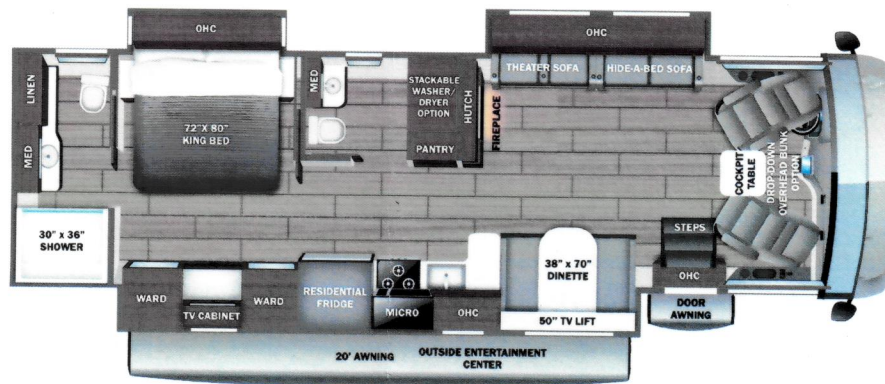 OHC
OHC
LINEN
MED
72"X 80"
KING BED
MED
STACKABLE
WASHER/
DRYER
OPTION
HUTCH
PANTRY
FIREPLACE
THEATER SOFA
HIDE-A-BED SOFA
COCKPIT
TABLE
DROP-DOWN
OVERHEAD BUNK
OPTION
30" x 36"
SHOWER
WARD
TV CABINET
WARD
RESIDENTIAL
FRIDGE
MICRO
OHC
38" x 70"
DINETTE
50" TV LIFT
STEPS
OHC
DOOR
AWNING
20' AWNING
OUTSIDE ENTERTAINMENT
CENTER